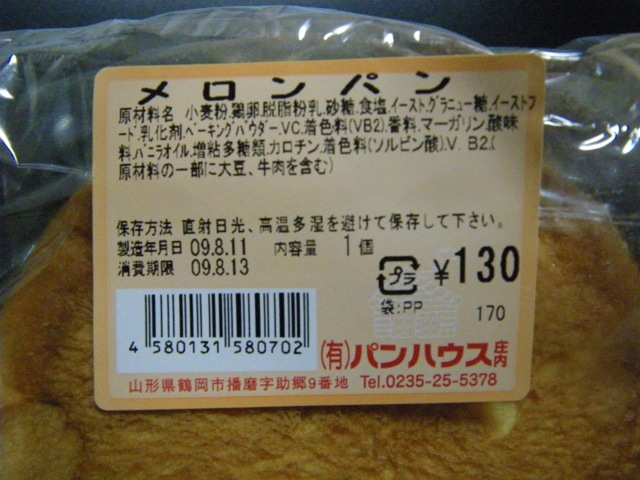 メロンパン
原材料名 小麦粉,鶏卵,脱脂粉乳,砂糖,食塩,イースト,グラニュー糖,イーストフ
ード,乳化剤,ベーキングパウダー,VC,着色料(VB2),香料,マーガリン,酸味
料,バニラオイル,増粘多糖類,カロチン,着色料(ソルビン酸),V. B2,(
原材料の一部に大豆、牛肉を含む)
保存方法 直射日光、高温多湿を避けて保存して下さい。
製造年月日 09.8.11 内容量 1個
消費期限 09.8.13
プラ ¥130
袋:PP 170
4 580131 580702
(有)パンハウス庄内
山形県鶴岡市播磨字助郷9番地 Tel.0235-25-5378